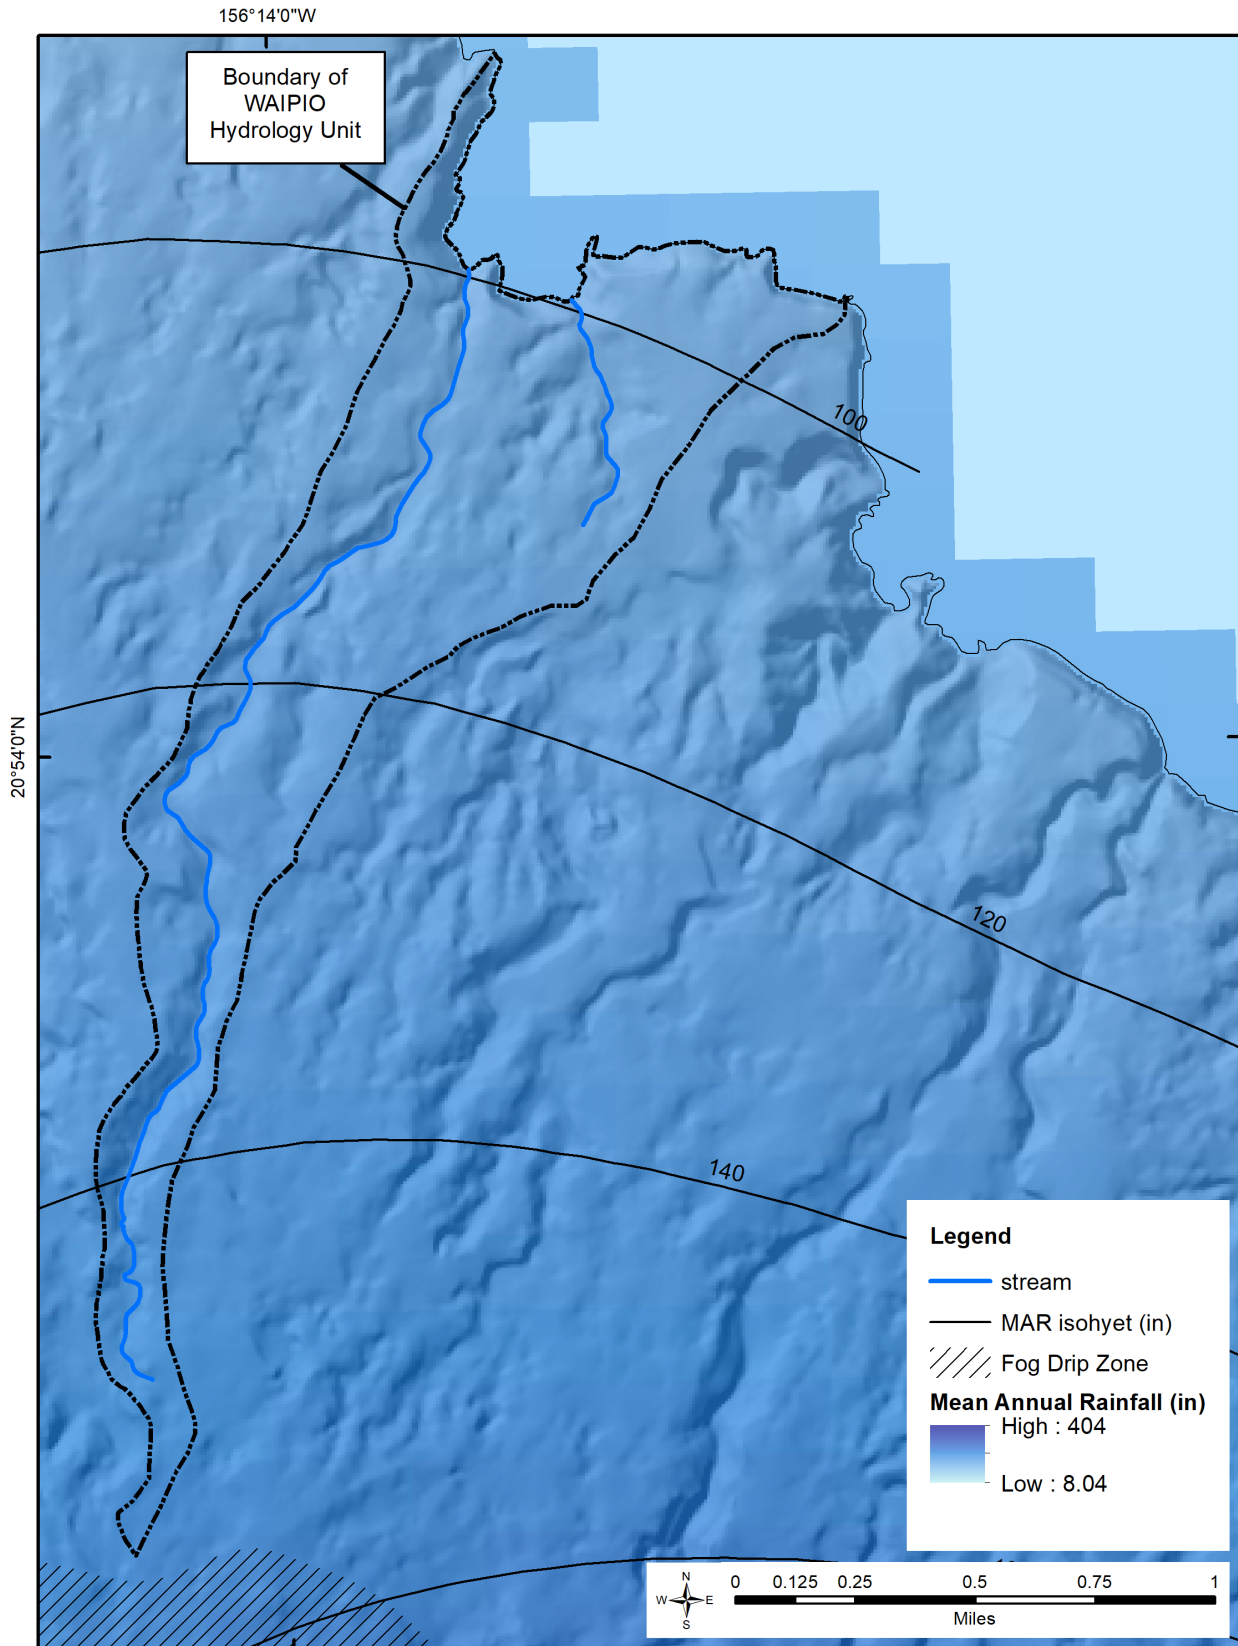 156°14'0"W
Boundary of
WAIPIO
Hydrology Unit
100
20°54'0"N
120
140
Legend
stream
MAR isohyet (in)
Fog Drip Zone
Mean Annual Rainfall (in)
High : 404
Low : 8.04
N
W E
S
0 0.125 0.25 0.5 0.75 1
Miles